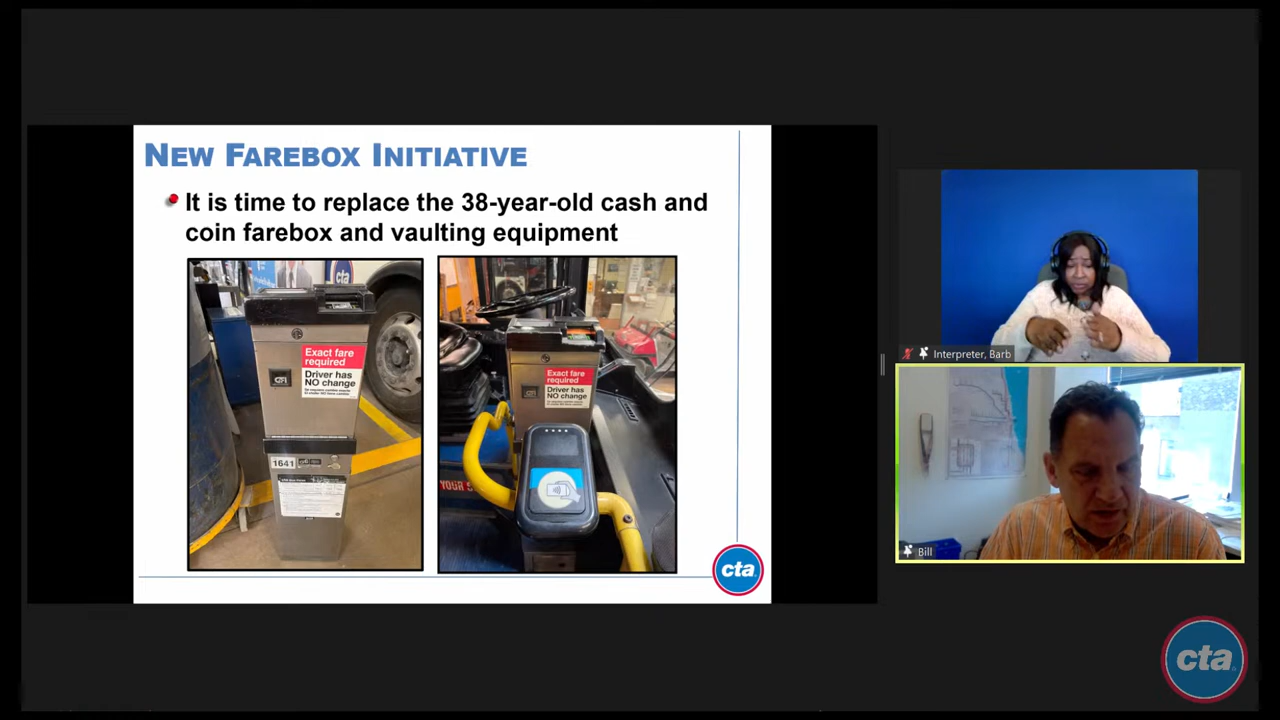 NEW FAREBOX INITIATIVE
It is time to replace the 38-year-old cash and
coin farebox and vaulting equipment
cta
Exact fare
required
Driver has
NO change
GFI
1641
Exact fare
required
Driver has
NO change
YOUR S
cta
Interpreter, Barb
Bill
cta